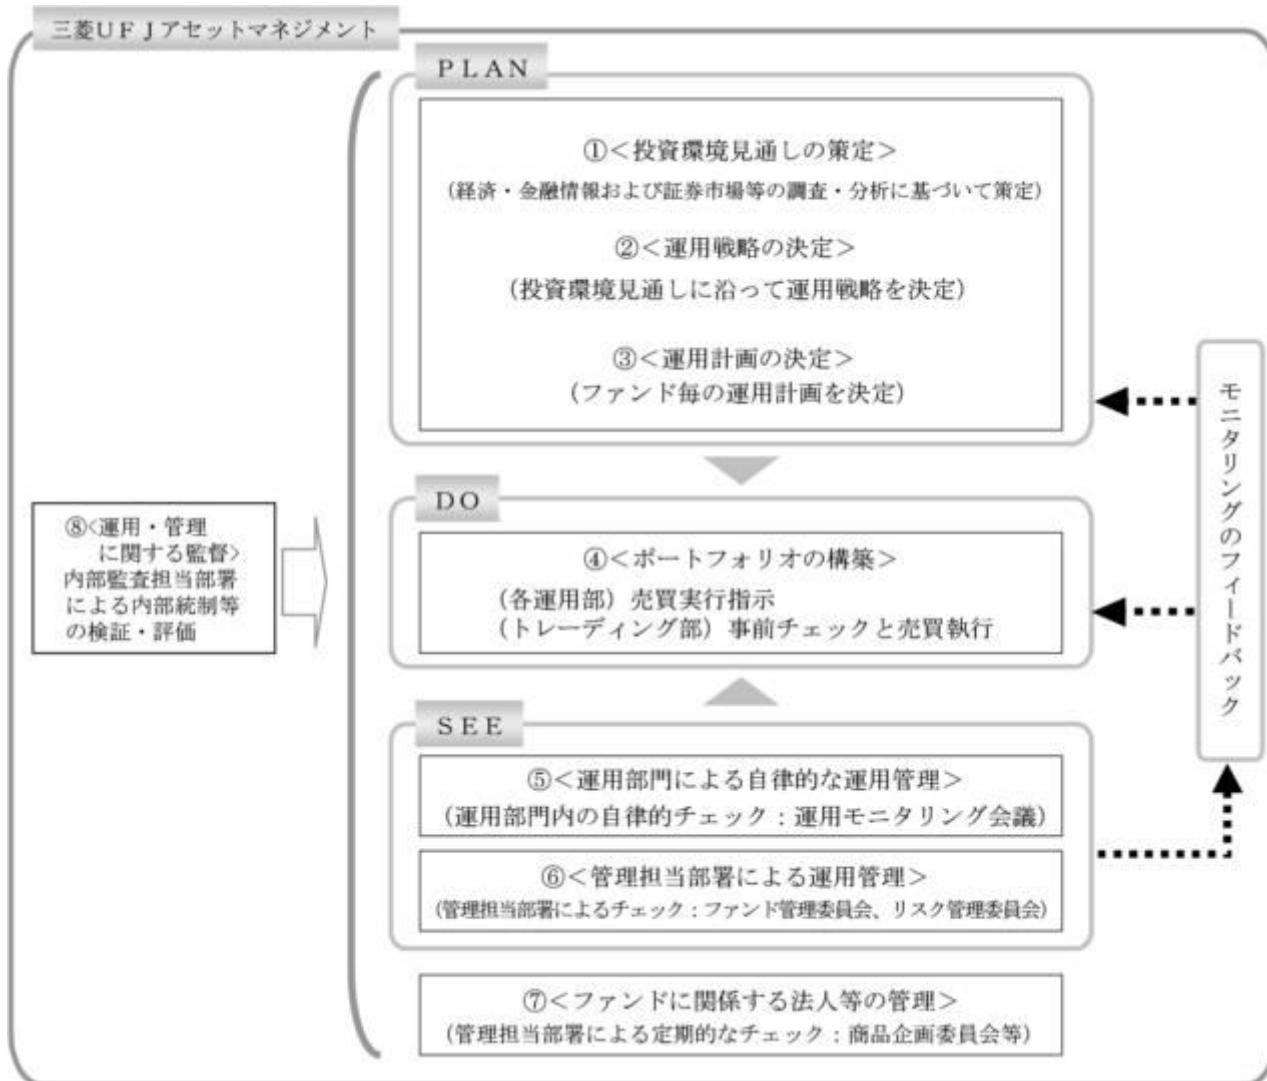 三菱ＵＦＪアセットマネジメント
ＰＬＡＮ
①＜投資環境見通しの策定＞
（経済・金融情報および証券市場等の調査・分析に基づいて策定）
②＜運用戦略の決定＞
（投資環境見通しに沿って運用戦略を決定）
③＜運用計画の決定＞
（ファンド毎の運用計画を決定）
ＤＯ
④＜ポートフォリオの構築＞
（各運用部）売買実行指示
（トレーディング部）事前チェックと売買執行
ＳＥＥ
⑤＜運用部門による自律的な運用管理＞
（運用部門内の自律的チェック：運用モニタリング会議）
⑥＜管理担当部署による運用管理＞
（管理担当部署によるチェック：ファンド管理委員会、リスク管理委員会）
⑦＜ファンドに関係する法人等の管理＞
（管理担当部署による定期的なチェック：商品企画委員会等）
⑧<運用・管理
に関する監督>
内部監査担当部署
による内部統制等
の検証・評価
モニタリングのフィードバック